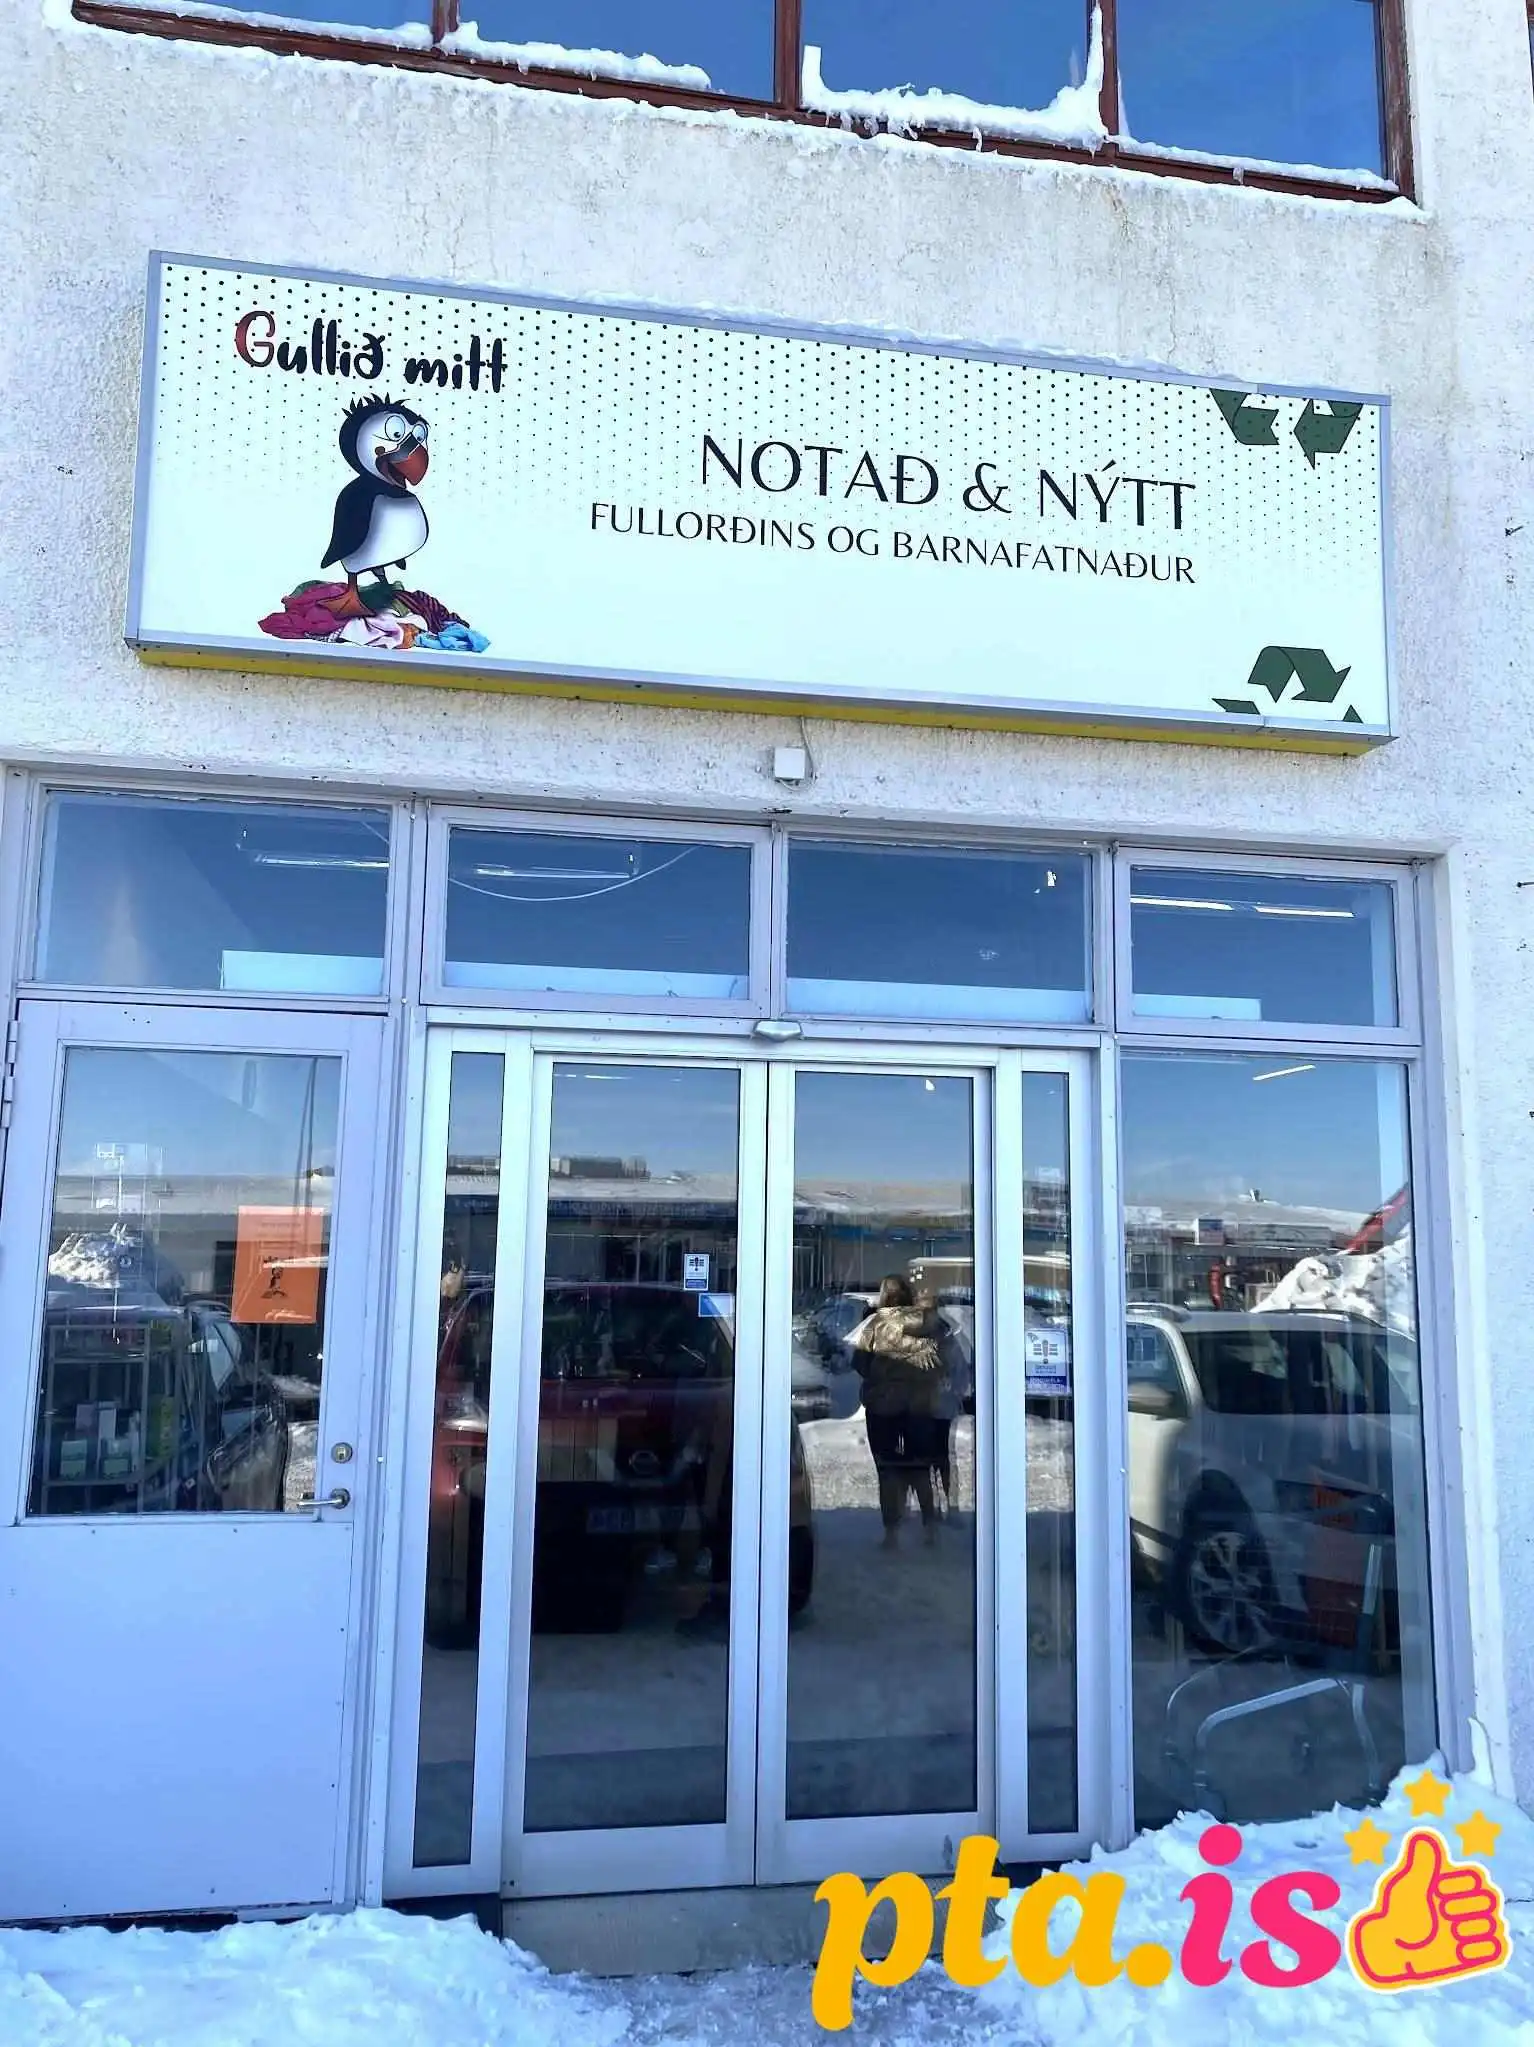 Gullið mitt
NOTAÐ & NÝTT
FULLORÐINS OG BARNAFATNAÐUR
pta.is